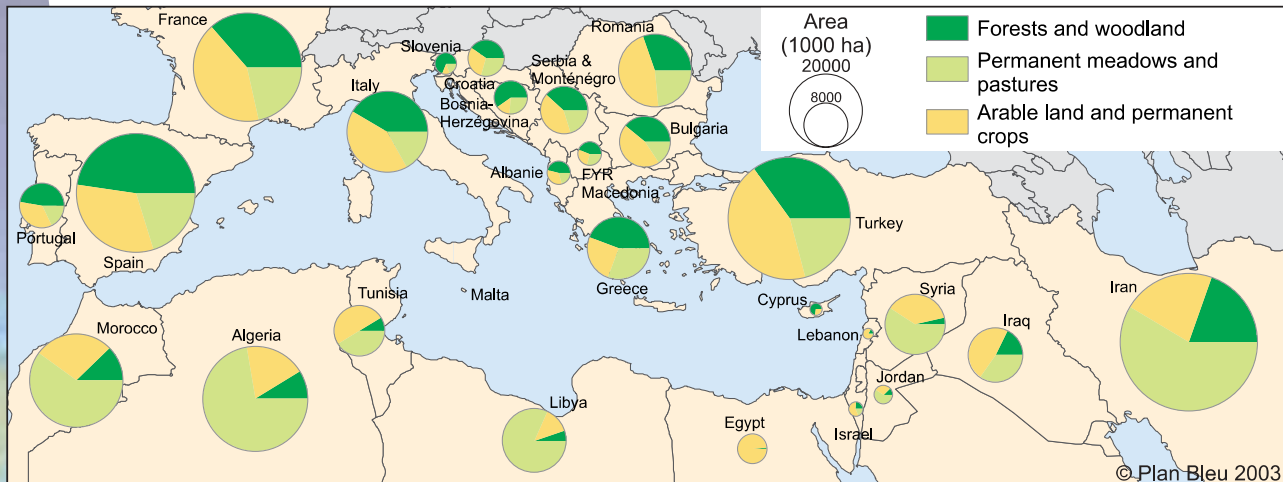 France
Romania
Area
(1000 ha)
20000
8000
Forests and woodland
Permanent meadows and
pastures
Arable land and permanent
crops
Slovenia
Serbia &
Monténégro
Croatia
Italy
Bosnia-
Herzégovina
Bulgaria
Albanie
FYR
Macedonia
Portugal
Spain
Turkey
Greece
Tunisia
Malta
Cyprus
Syria
Iran
Morocco
Algeria
Lebanon
Iraq
Jordan
Libya
Egypt
Israel
© Plan Bleu 2003